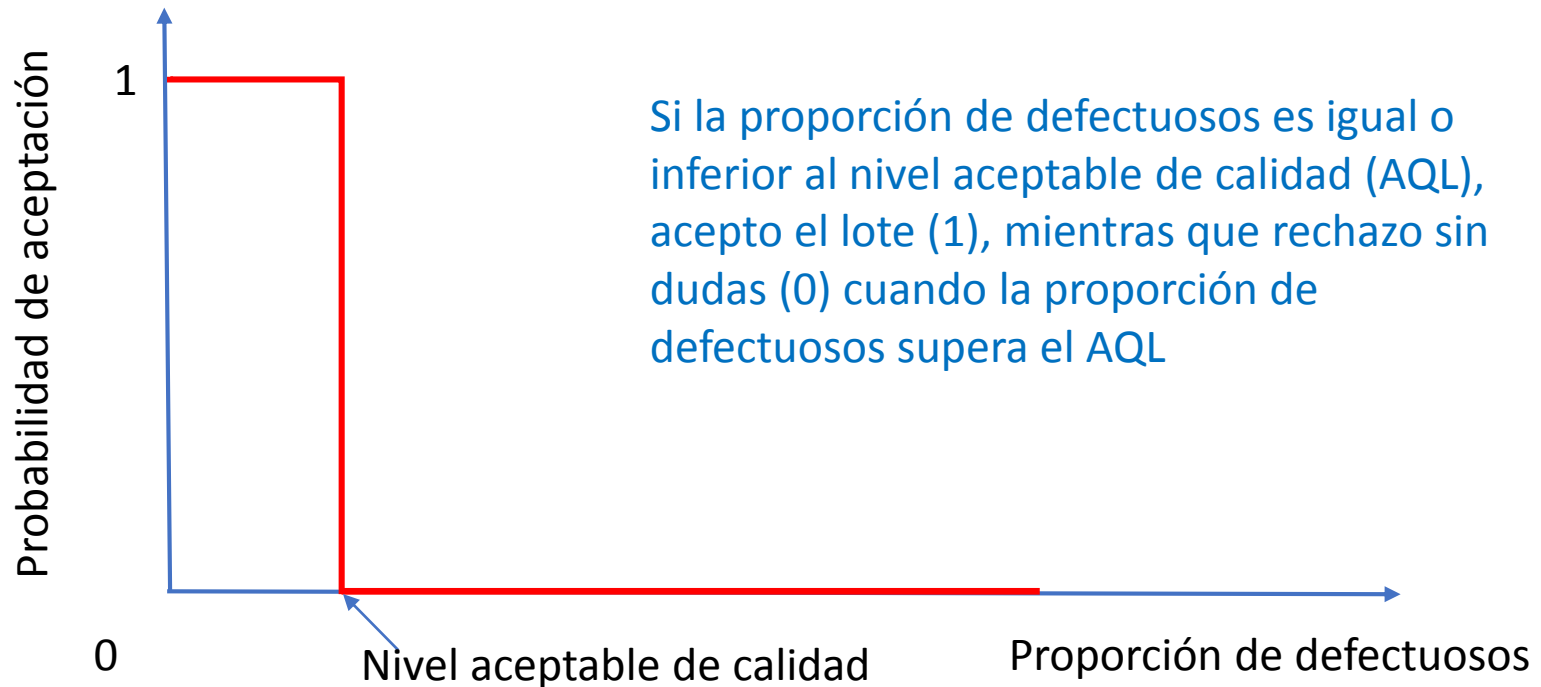 Probabilidad de aceptación
1
Si la proporción de defectuosos es igual o
inferior al nivel aceptable de calidad (AQL),
acepto el lote (1), mientras que rechazo sin
dudas (0) cuando la proporción de
defectuosos supera el AQL
0
Nivel aceptable de calidad
Proporción de defectuosos